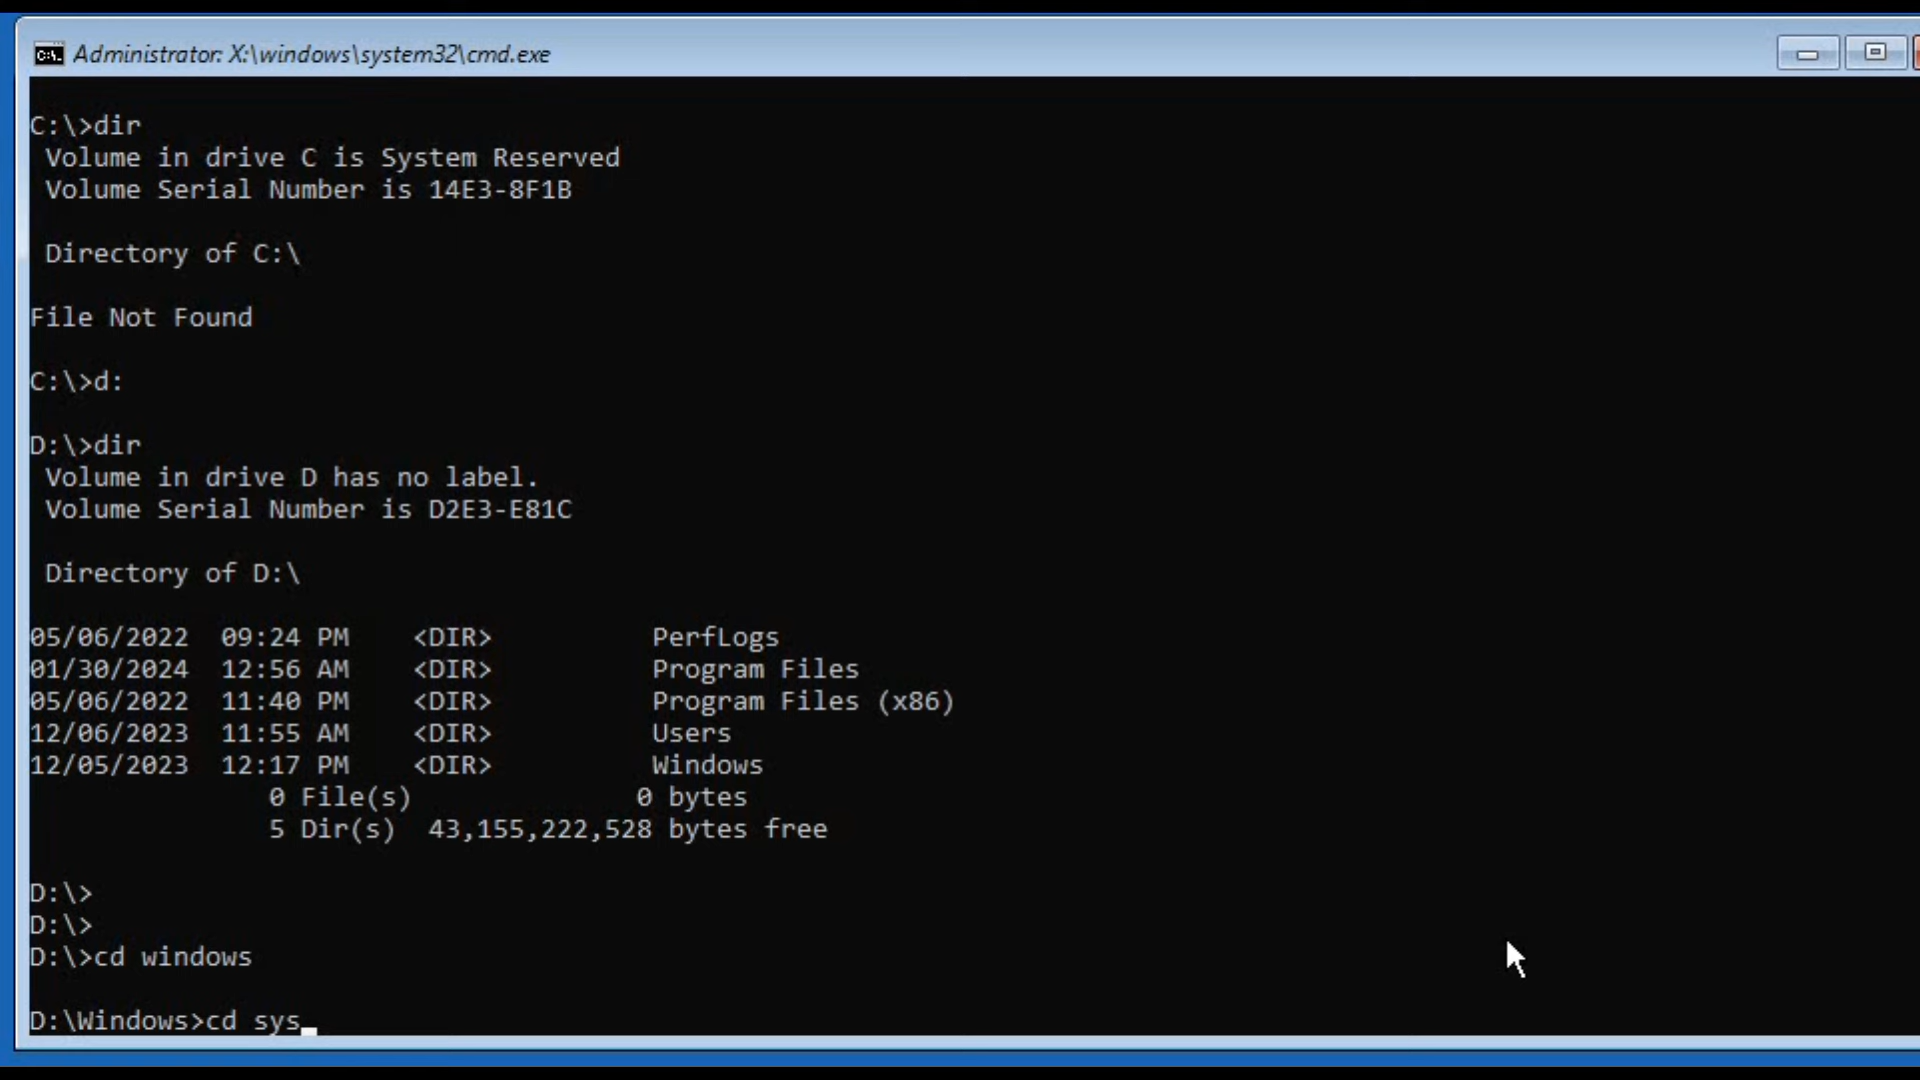 Administrator: X:\windows\system32\cmd.exe
C:\>dir
Volume in drive C is System Reserved
Volume Serial Number is 14E3-8F1B
Directory of C:\
File Not Found
C:\>d:
D:\>dir
Volume in drive D has no label.
Volume Serial Number is D2E3-E81C
Directory of D:\
05/06/2022  09:24 PM    <DIR>          PerfLogs
01/30/2024  12:56 AM    <DIR>          Program Files
05/06/2022  11:40 PM    <DIR>          Program Files (x86)
12/06/2023  11:55 AM    <DIR>          Users
12/05/2023  12:17 PM    <DIR>          Windows
0 File(s)              0 bytes
5 Dir(s)  43,155,222,528 bytes free
D:\>
D:\>
D:\>cd windows
D:\Windows>cd sys